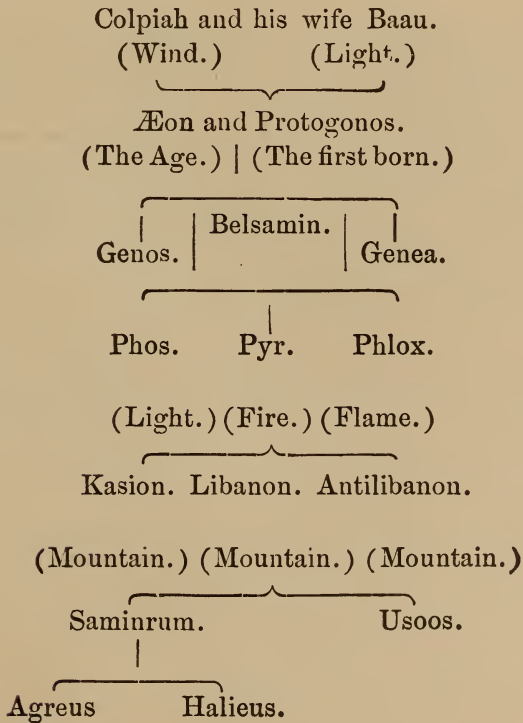 Colpiah and his wife Baau.
(Wind.) (Light.)
Æon and Protogonos.
(The Age.) | (The first born.)
Belsamin.
Genos. Genea.
Phos. Pyr. Phlox.
(Light.) (Fire.) (Flame.)
Kasion. Libanon. Antilibanon.
(Mountain.) (Mountain.) (Mountain.)
Saminrum. Usoos.
Agreus Halieus.